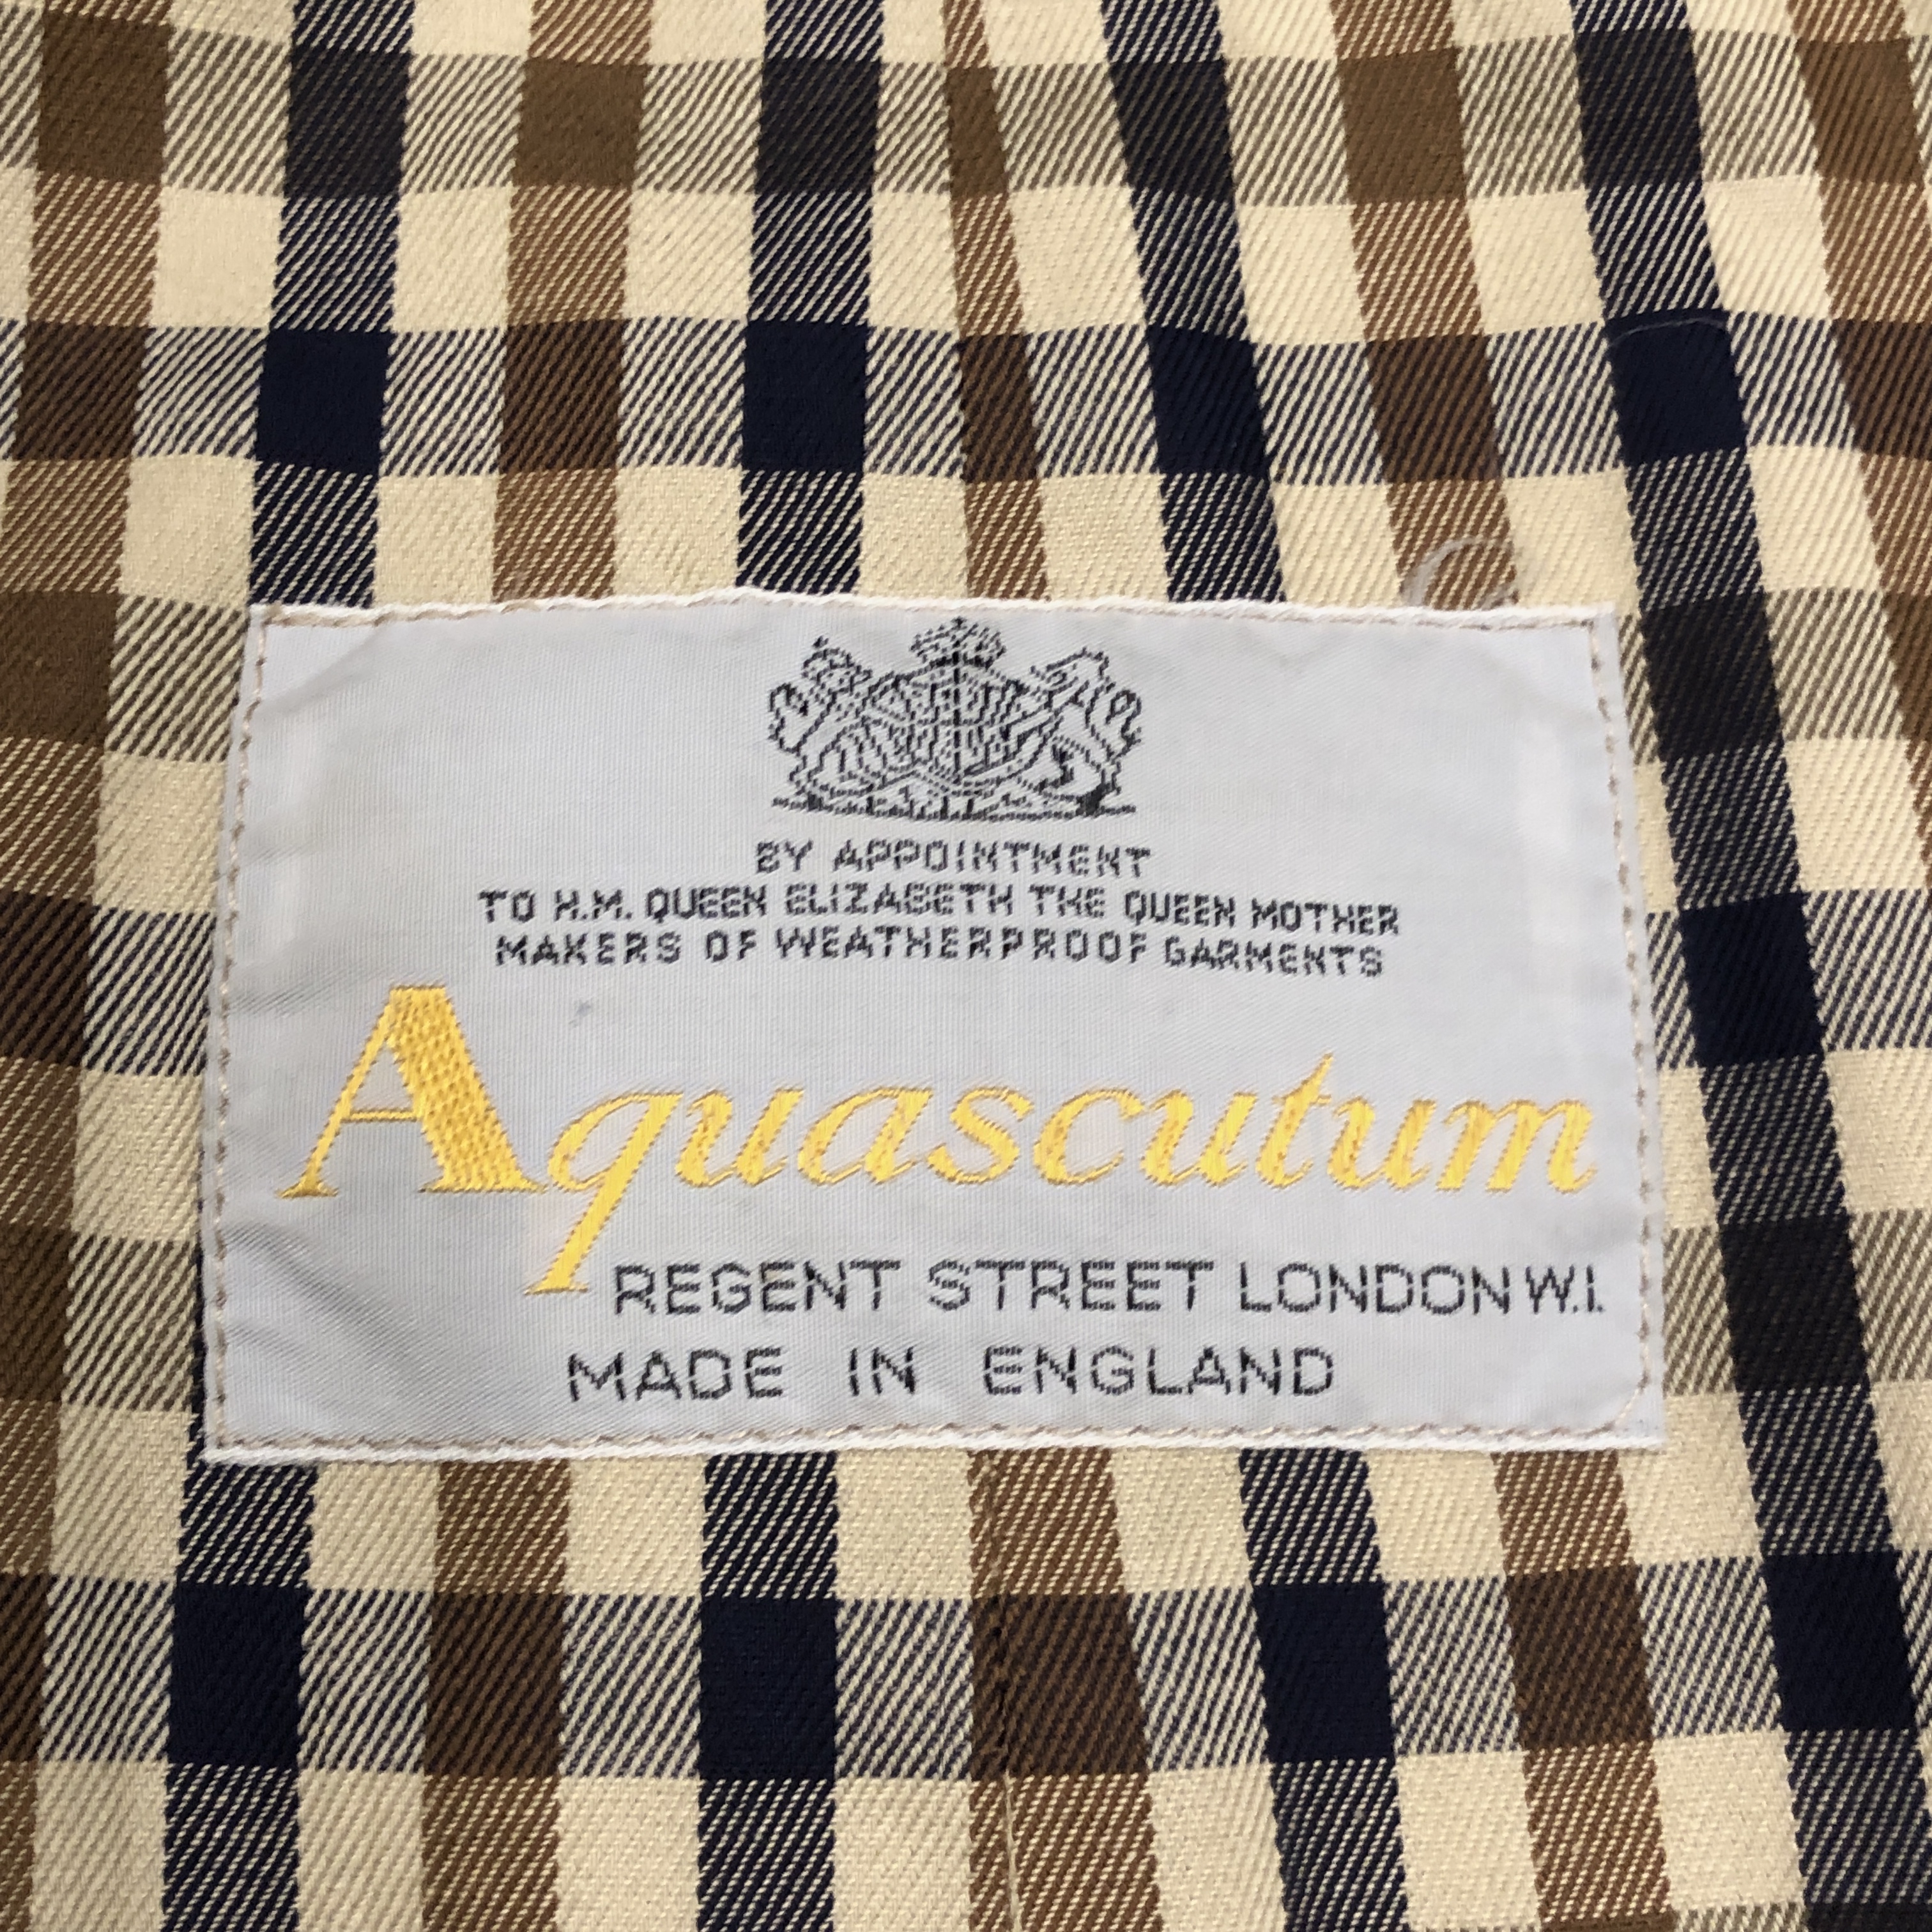 BY APPOINTMENT
TO H.M. QUEEN ELIZABETH THE QUEEN MOTHER
MAKERS OF WEATHERPROOF GARMENTS
Aquascutum
REGENT STREET LONDON W.1.
MADE IN ENGLAND